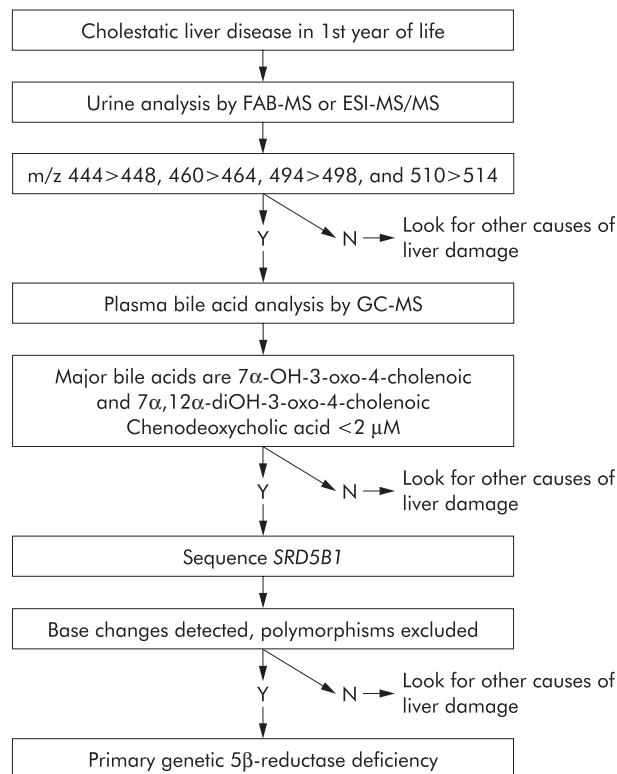 Cholestatic liver disease in 1st year of life
Urine analysis by FAB-MS or ESI-MS/MS
m/z 444>448, 460>464, 494>498, and 510>514
Y
N
Look for other causes of
liver damage
Plasma bile acid analysis by GC-MS
Major bile acids are 7α-OH-3-oxo-4-cholenoic
and 7α,12α-diOH-3-oxo-4-cholenoic
Chenodeoxycholic acid <2 μM
Y
N
Look for other causes of
liver damage
Sequence SRD5B1
Base changes detected, polymorphisms excluded
Y
N
Look for other causes of
liver damage
Primary genetic 5β-reductase deficiency